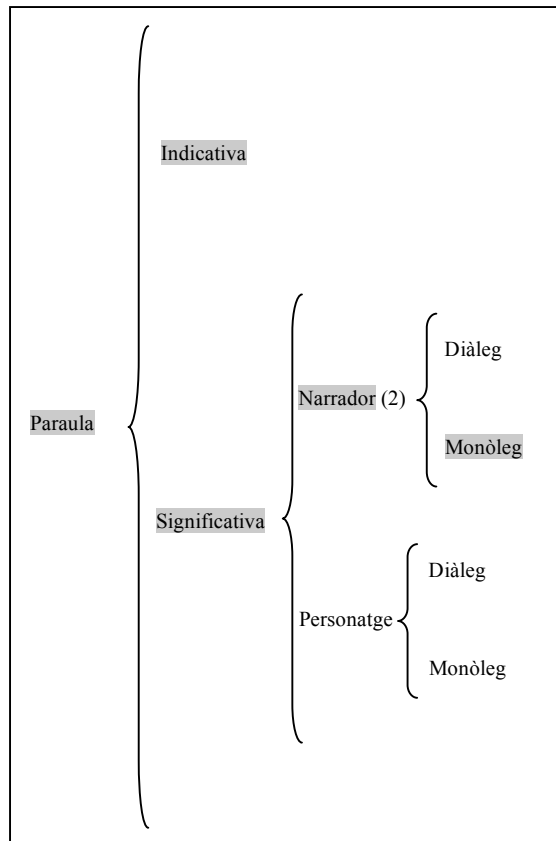 Indicativa
Diàleg
Narrador (2)
Paraula
Monòleg
Significativa
Diàleg
Personatge
Monòleg